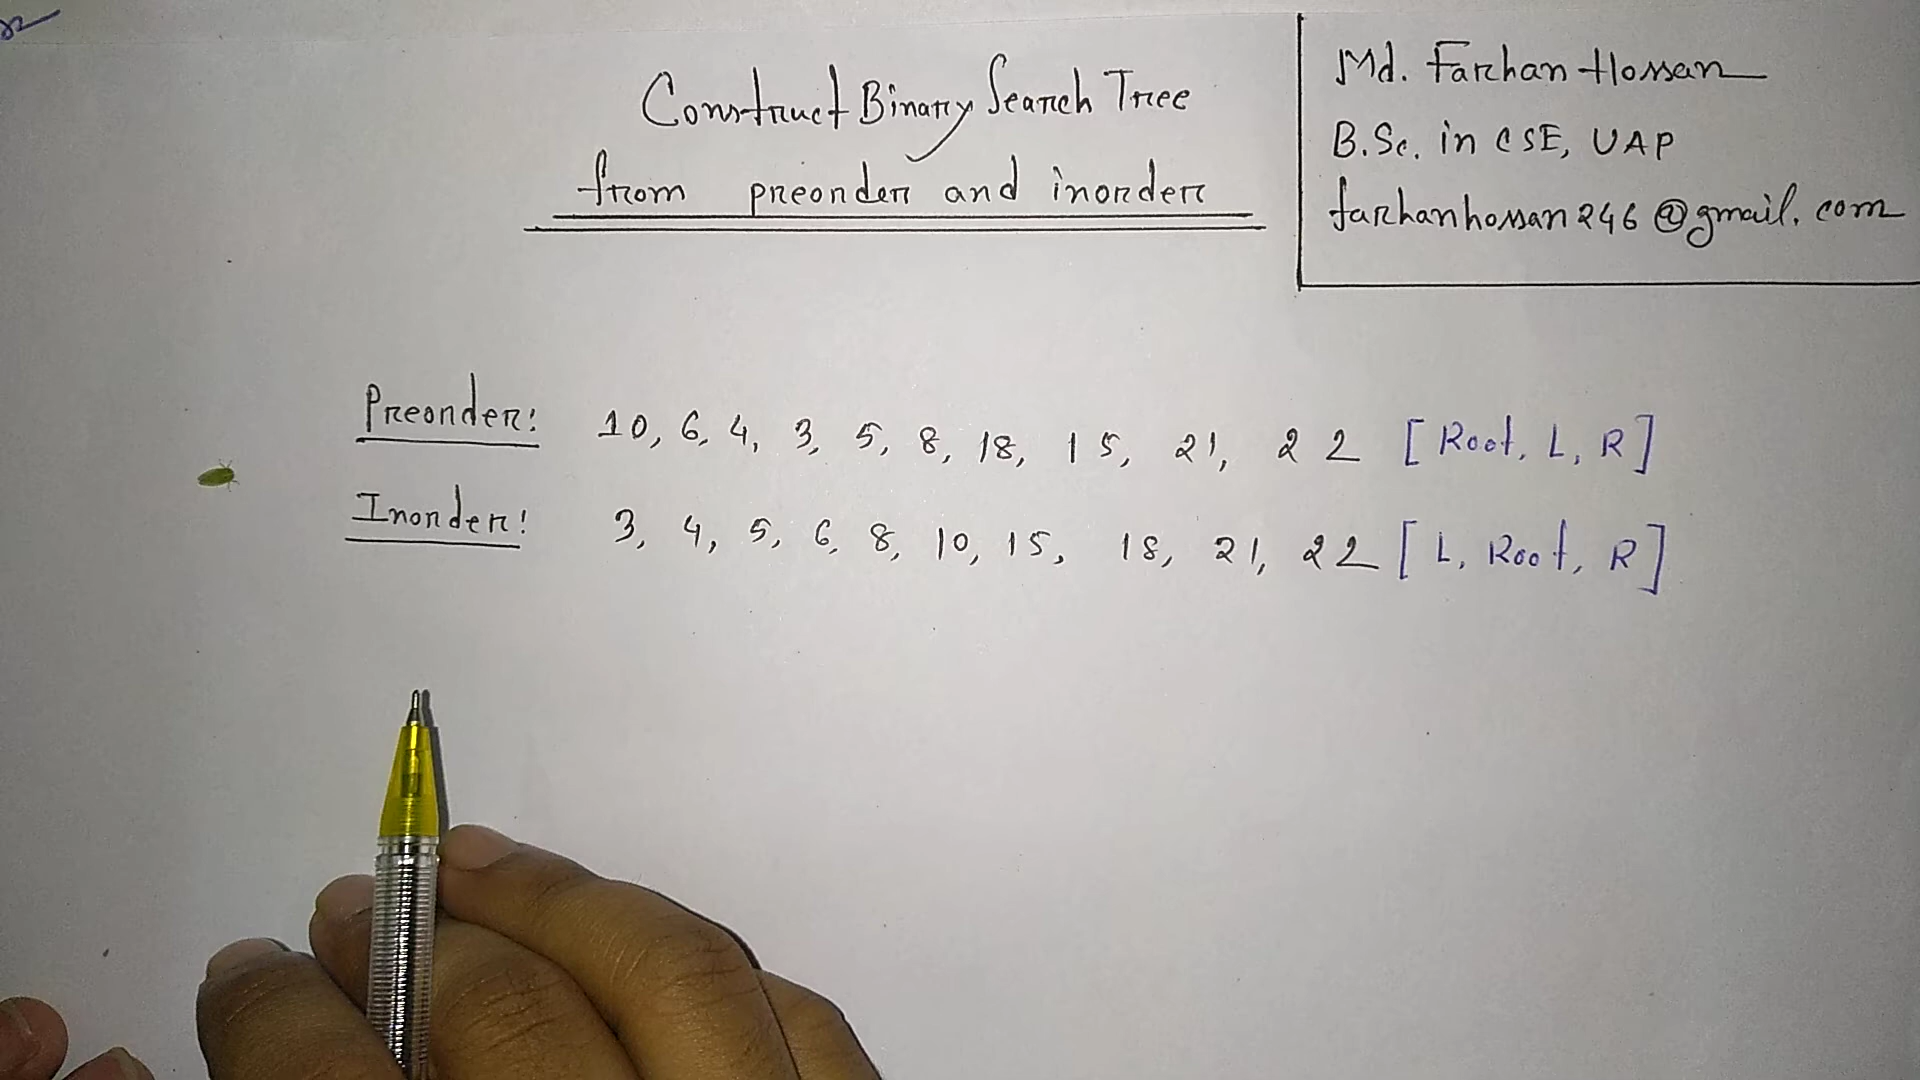 Construct Binary Search Tree
from preorder and inorder
Md. Farhan Hossan
B.Sc. in CSE, UAP
farhanhossan246@gmail.com
Preorder: 10, 6, 4, 3, 5, 8, 18, 15, 21, 22 [Root, L, R]
Inorder: 3, 4, 5, 6, 8, 10, 15, 18, 21, 22 [L, Root, R]